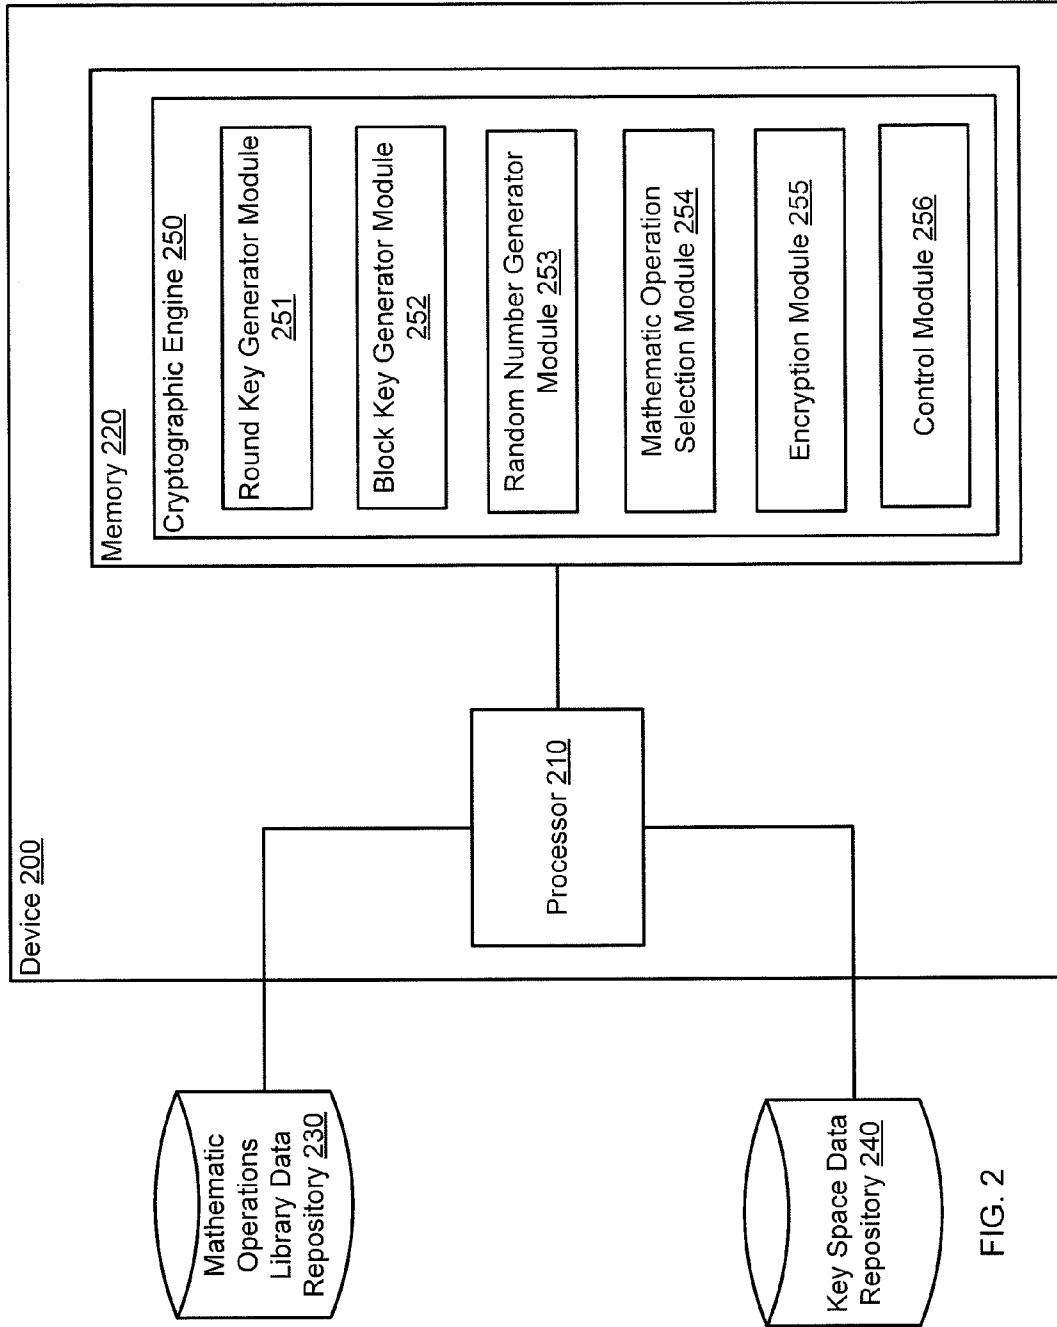 Device 200
Memory 220
Cryptographic Engine 250
Round Key Generator Module
251
Block Key Generator Module
252
Random Number Generator
Module 253
Mathematic Operation
Selection Module 254
Encryption Module 255
Control Module 256
Processor 210
Mathematic
Operations
Library Data
Repository 230
Key Space Data
Repository 240
FIG. 2